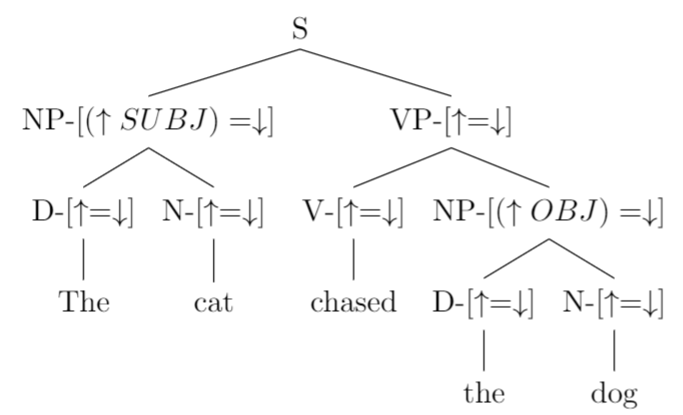 S
NP-[(↑ SUBJ) =↓] VP-[↑=↓]
D-[↑=↓] N-[↑=↓] V-[↑=↓] NP-[(↑ OBJ) =↓]
The cat chased D-[↑=↓] N-[↑=↓]
the dog